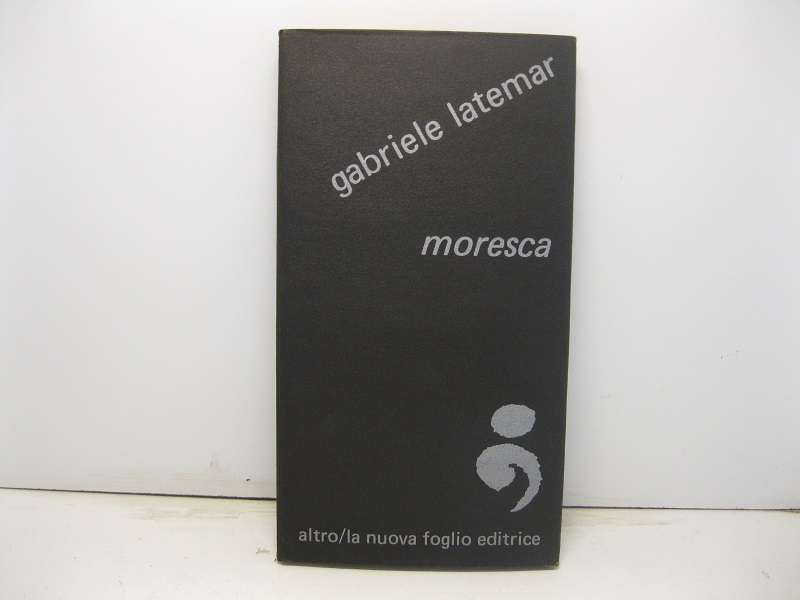 gabriele latemar
moresca
altro/la nuova foglio editrice